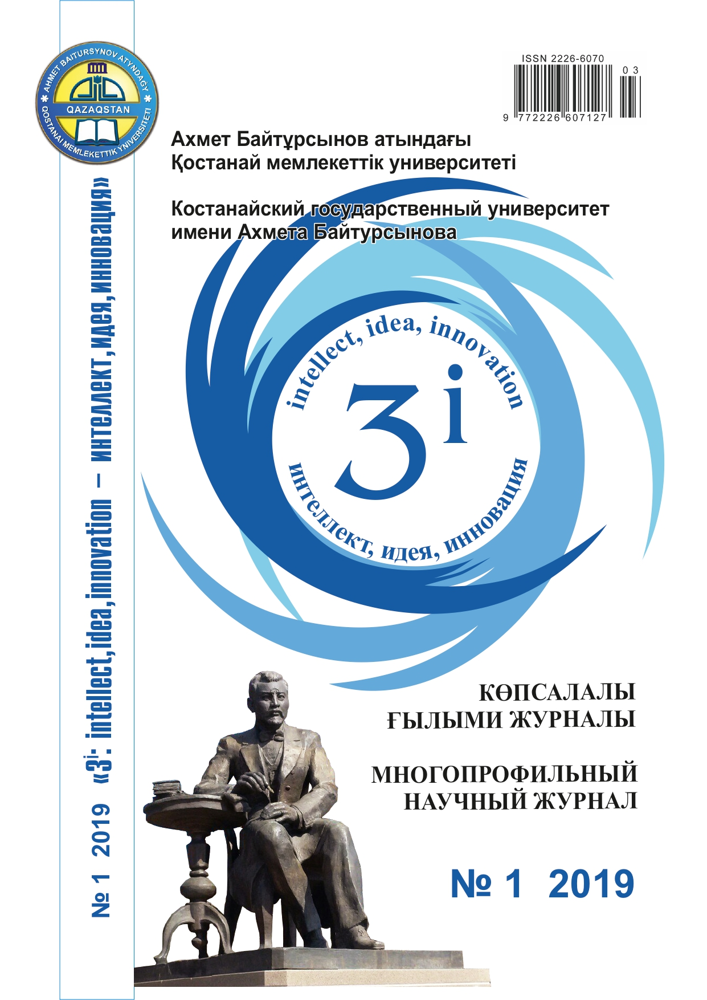 AHMET BAITURSYNOV ATYNDAĞY
QAZAQSTAN
QOSTANAI MEMLEKETTIK YNIVERSITETI
ISSN 2226-6070
03
9 772226 607127
Ахмет Байтұрсынов атындағы
Қостанай мемлекеттік университеті
Костанайский государственный университет
имени Ахмета Байтурсынова
intellect, idea, innovation
3i
интеллект, идея, инновация
КӨПСАЛАЛЫ
ҒЫЛЫМИ ЖУРНАЛЫ
МНОГОПРОФИЛЬНЫЙ
НАУЧНЫЙ ЖУРНАЛ
№ 1 2019
№ 1 2019 «3i: intellect, idea, innovation – интеллект, идея, инновация»